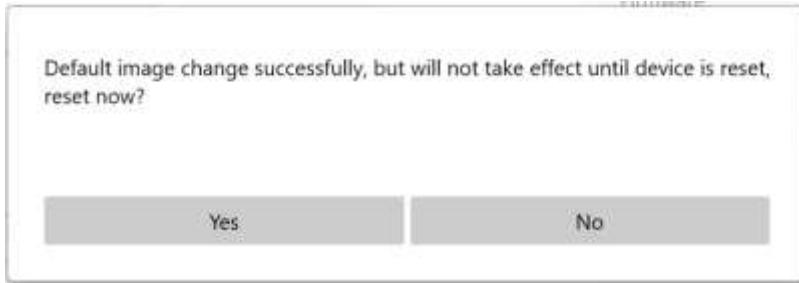 Default image change successfully, but will not take effect until device is reset,
reset now?
Yes
No